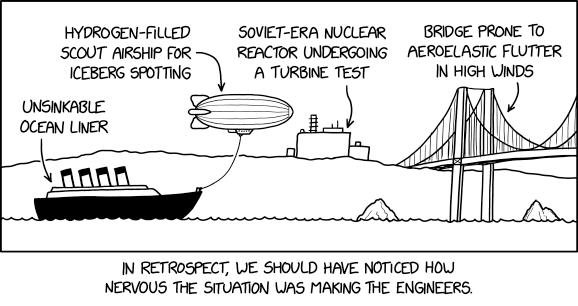 HYDROGEN-FILLED
SCOUT AIRSHIP FOR
ICEBERG SPOTTING
SOVIET-ERA NUCLEAR
REACTOR UNDERGOING
A TURBINE TEST
BRIDGE PRONE TO
AEROELASTIC FLUTTER
IN HIGH WINDS
UNSINKABLE
OCEAN LINER
IN RETROSPECT, WE SHOULD HAVE NOTICED HOW
NERVOUS THE SITUATION WAS MAKING THE ENGINEERS.